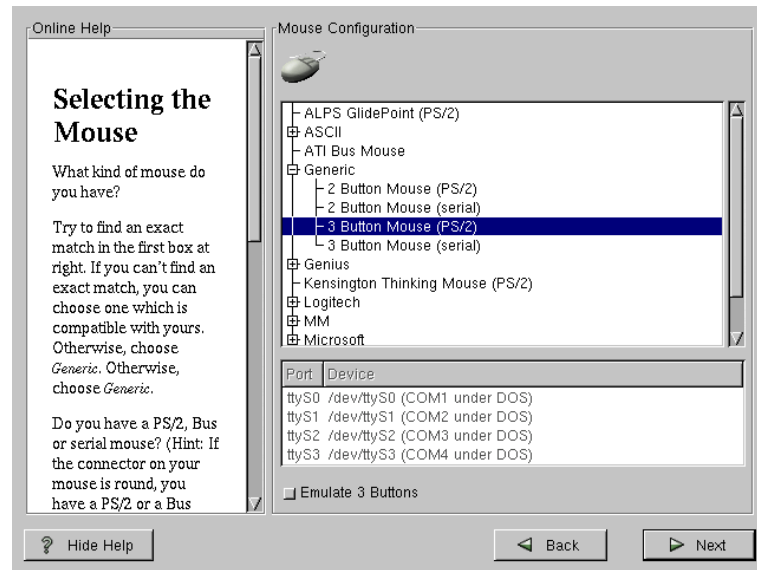 Online Help
Selecting the
Mouse
What kind of mouse do
you have?
Try to find an exact
match in the first box at
right. If you can't find an
exact match, you can
choose one which is
compatible with yours.
Otherwise, choose
Generic. Otherwise,
choose Generic.
Do you have a PS/2, Bus
or serial mouse? (Hint: If
the connector on your
mouse is round, you
have a PS/2 or a Bus
Mouse Configuration
ALPS GlidePoint (PS/2)
ASCII
ATI Bus Mouse
Generic
2 Button Mouse (PS/2)
2 Button Mouse (serial)
3 Button Mouse (PS/2)
3 Button Mouse (serial)
Genius
Kensington Thinking Mouse (PS/2)
Logitech
MM
Microsoft
Port Device
ttyS0 /dev/ttyS0 (COM1 under DOS)
ttyS1 /dev/ttyS1 (COM2 under DOS)
ttyS2 /dev/ttyS2 (COM3 under DOS)
ttyS3 /dev/ttyS3 (COM4 under DOS)
Emulate 3 Buttons
Hide Help
Back
Next